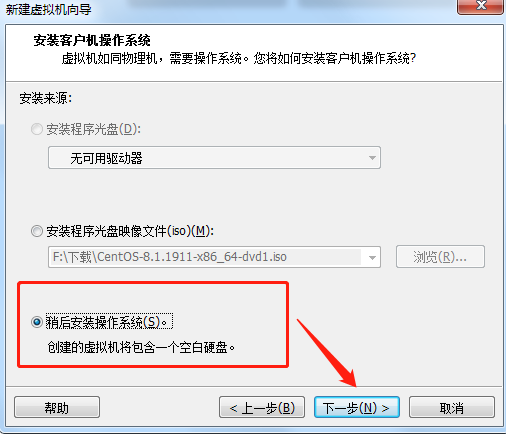 新建虚拟机向导
安装客户机操作系统
虚拟机如同物理机，需要操作系统。您将如何安装客户机操作系统?
安装来源:
安装程序光盘(D):
无可用驱动器
安装程序光盘映像文件(iso)(M):
F:\下载\CentOS-8.1.1911-x86_64-dvd1.iso
浏览(R)...
稍后安装操作系统(S)。
创建的虚拟机将包含一个空白硬盘。
帮助
< 上一步(B)
下一步(N) >
取消